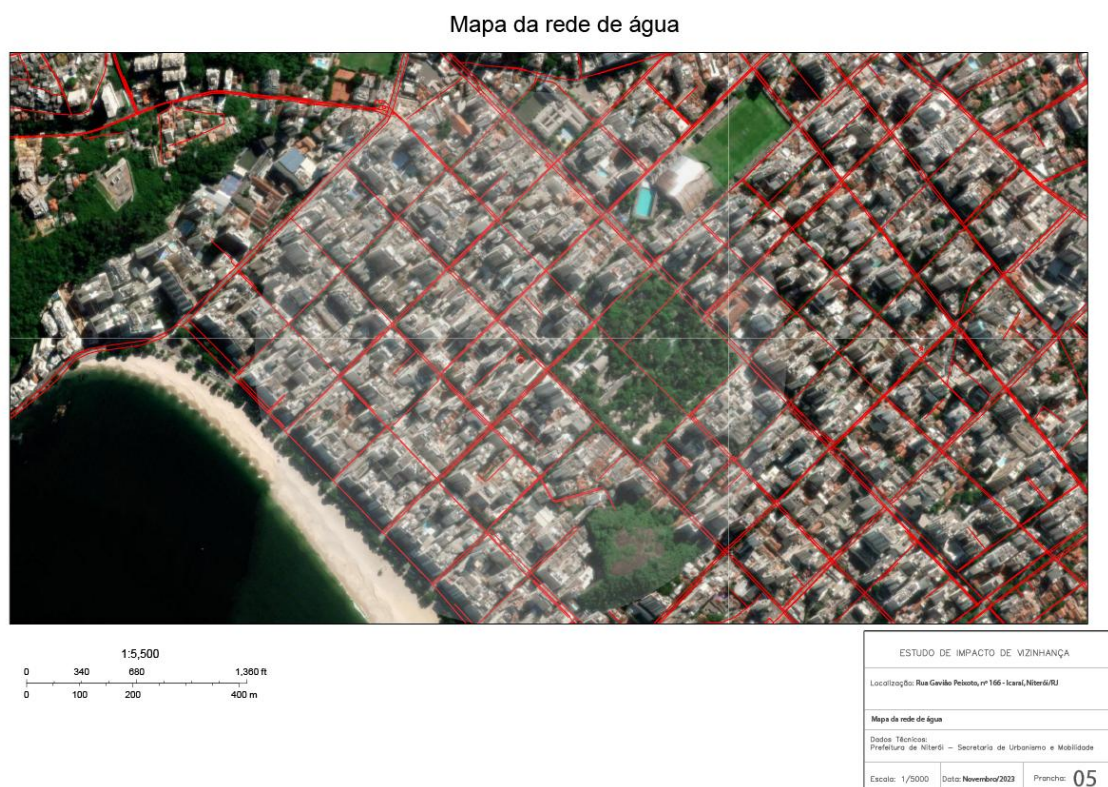 Mapa da rede de água
1:5,500
0 340 680 1,360 ft
0 100 200 400 m
ESTUDO DE IMPACTO DE VIZINHANÇA
Localização: Rua Gavião Peixoto, nº 166 - Icaraí, Niterói/RJ
Mapa da rede de água
Dados Técnicos:
Prefeitura de Niterói – Secretaria de Urbanismo e Mobilidade
Escala: 1/5000 Data: Novembro/2023 Prancha: 05